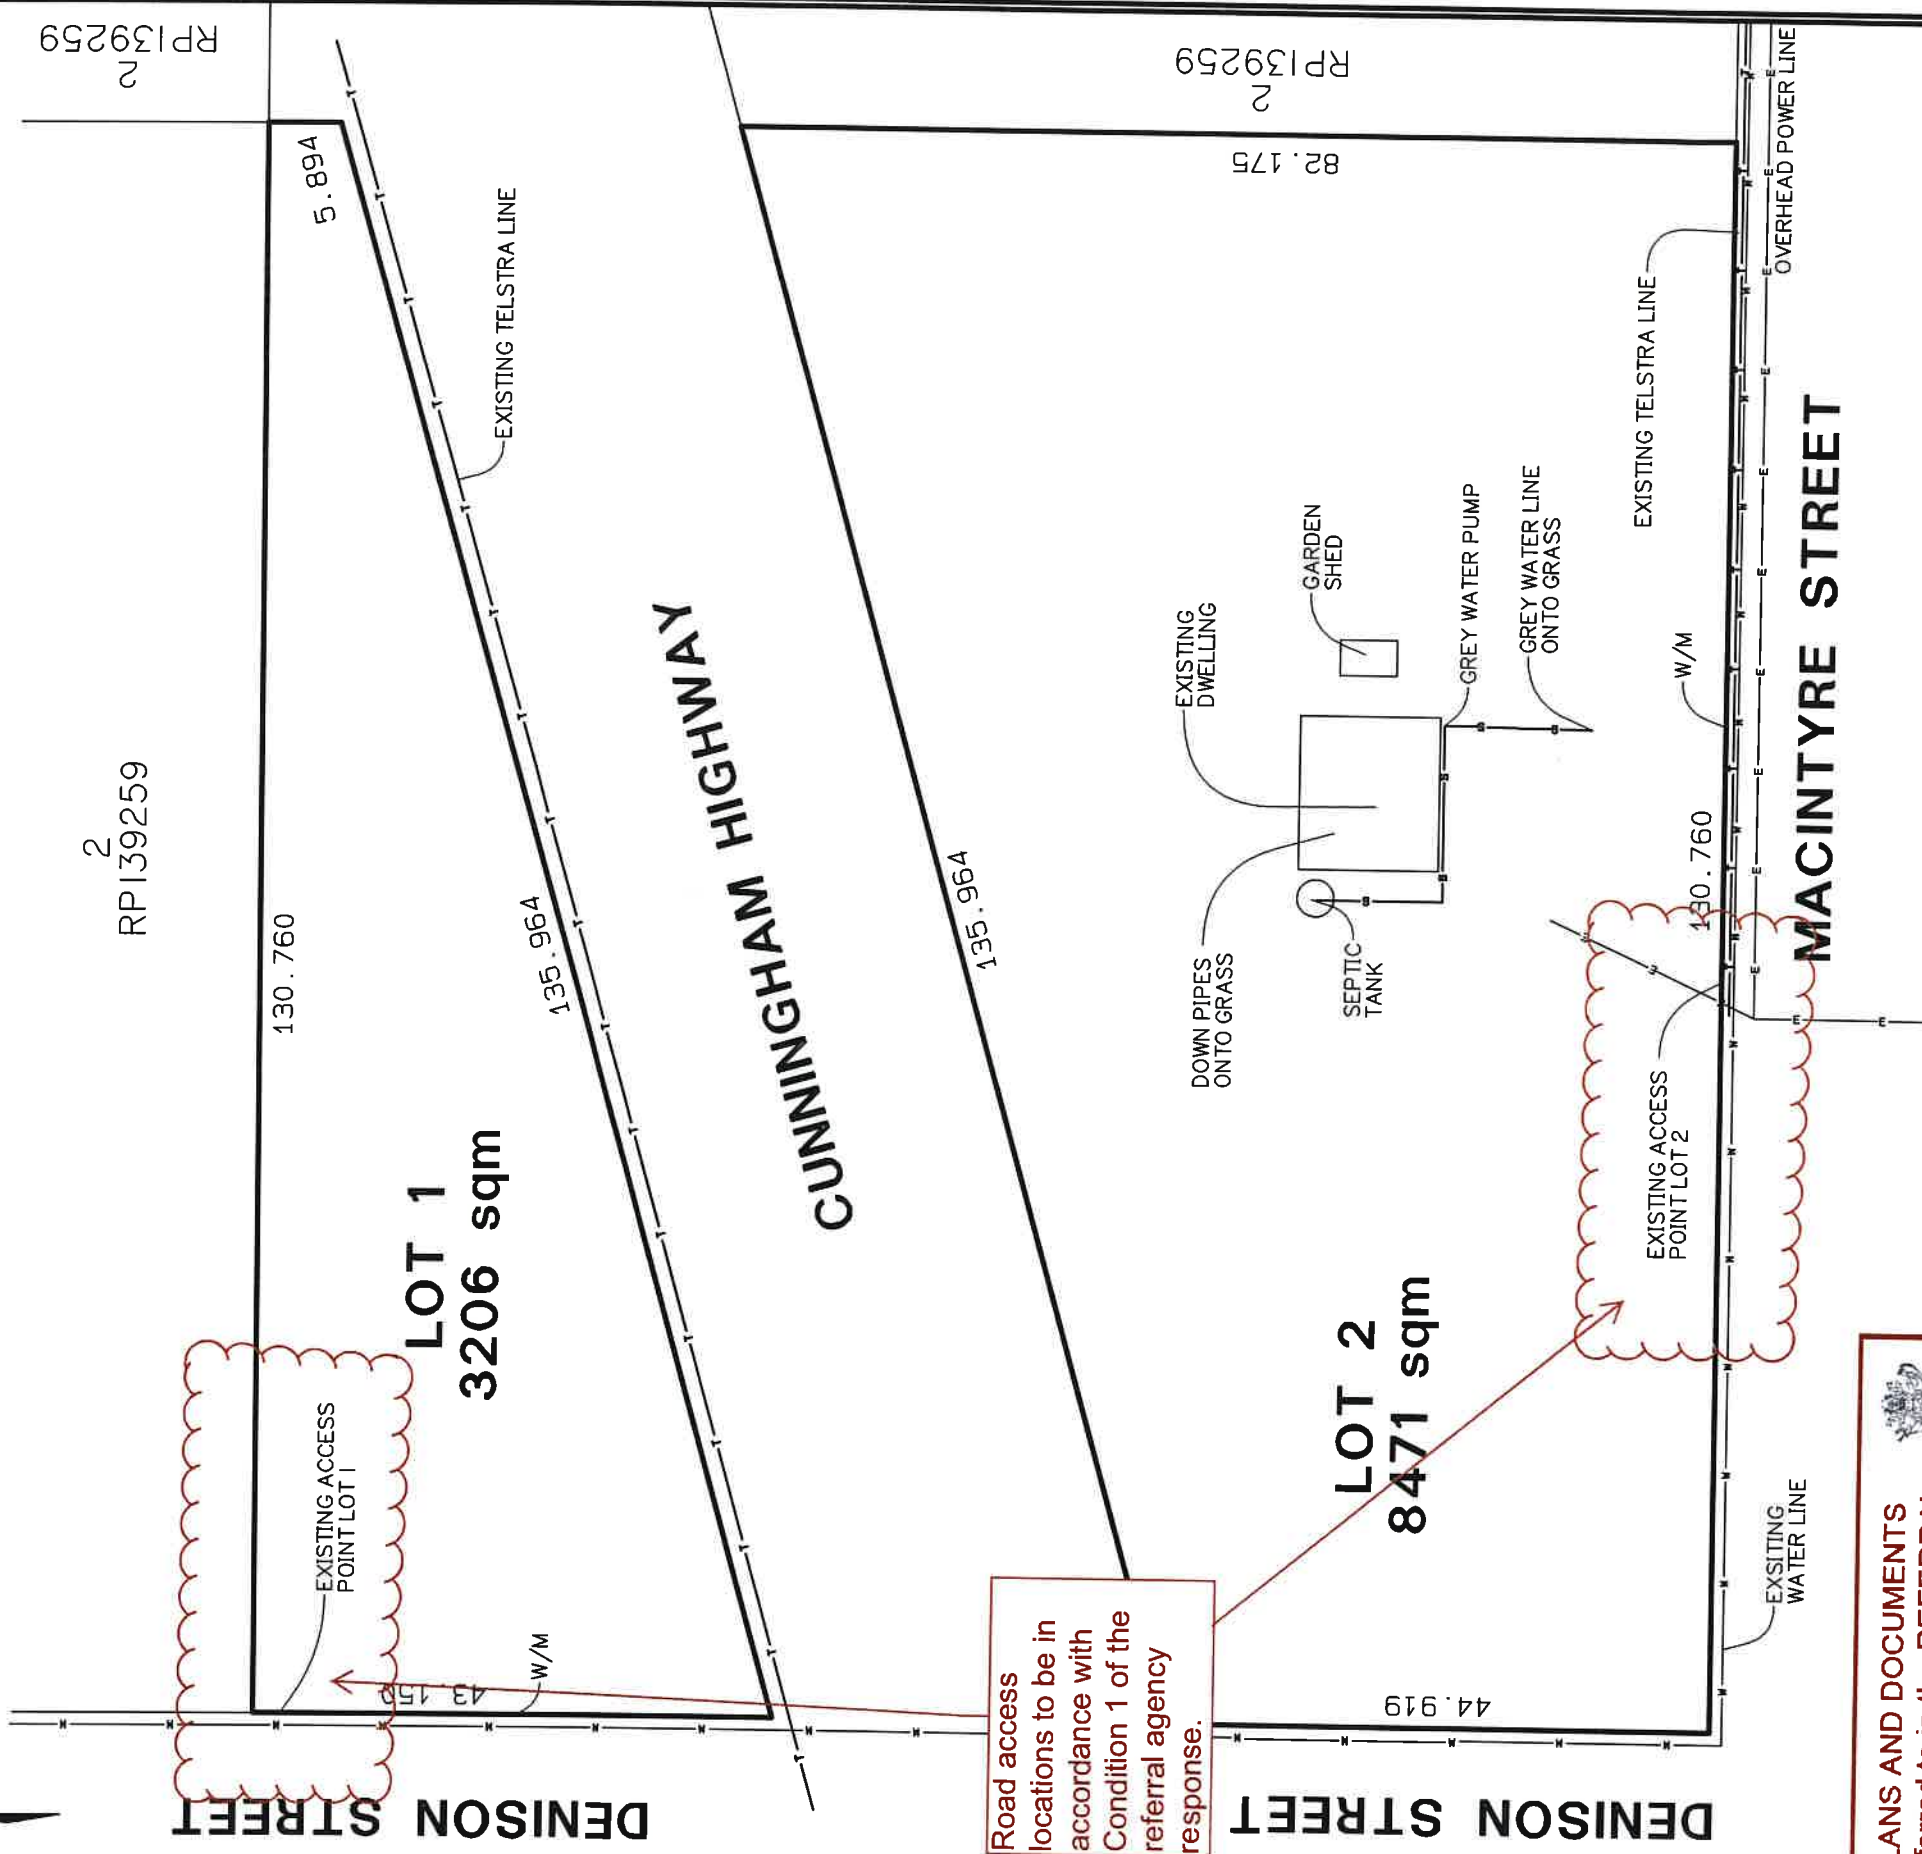 2
RP139259
2
RP139259
2
RP139259
130.760
5.894
135.964
EXISTING TELSTRA LINE
LOT 1
3206 sqm
EXISTING ACCESS
POINT LOT 1
W/M
DENISON STREET
CUNNINGHAM HIGHWAY
135.964
82.175
EXISTING
DWELLING
GARDEN
SHED
GREY WATER PUMP
GREY WATER LINE
ONTO GRASS
DOWN PIPES
ONTO GRASS
SEPTIC
TANK
LOT 2
8471 sqm
EXISTING ACCESS
POINT LOT 2
W/M
EXISTING TELSTRA LINE
OVERHEAD POWER LINE
130.760
MACINTYRE STREET
44.919
EXSITING
WATER LINE
DENISON STREET
Road access
locations to be in
accordance with
Condition 1 of the
referral agency
response.
AND DOCUMENTS